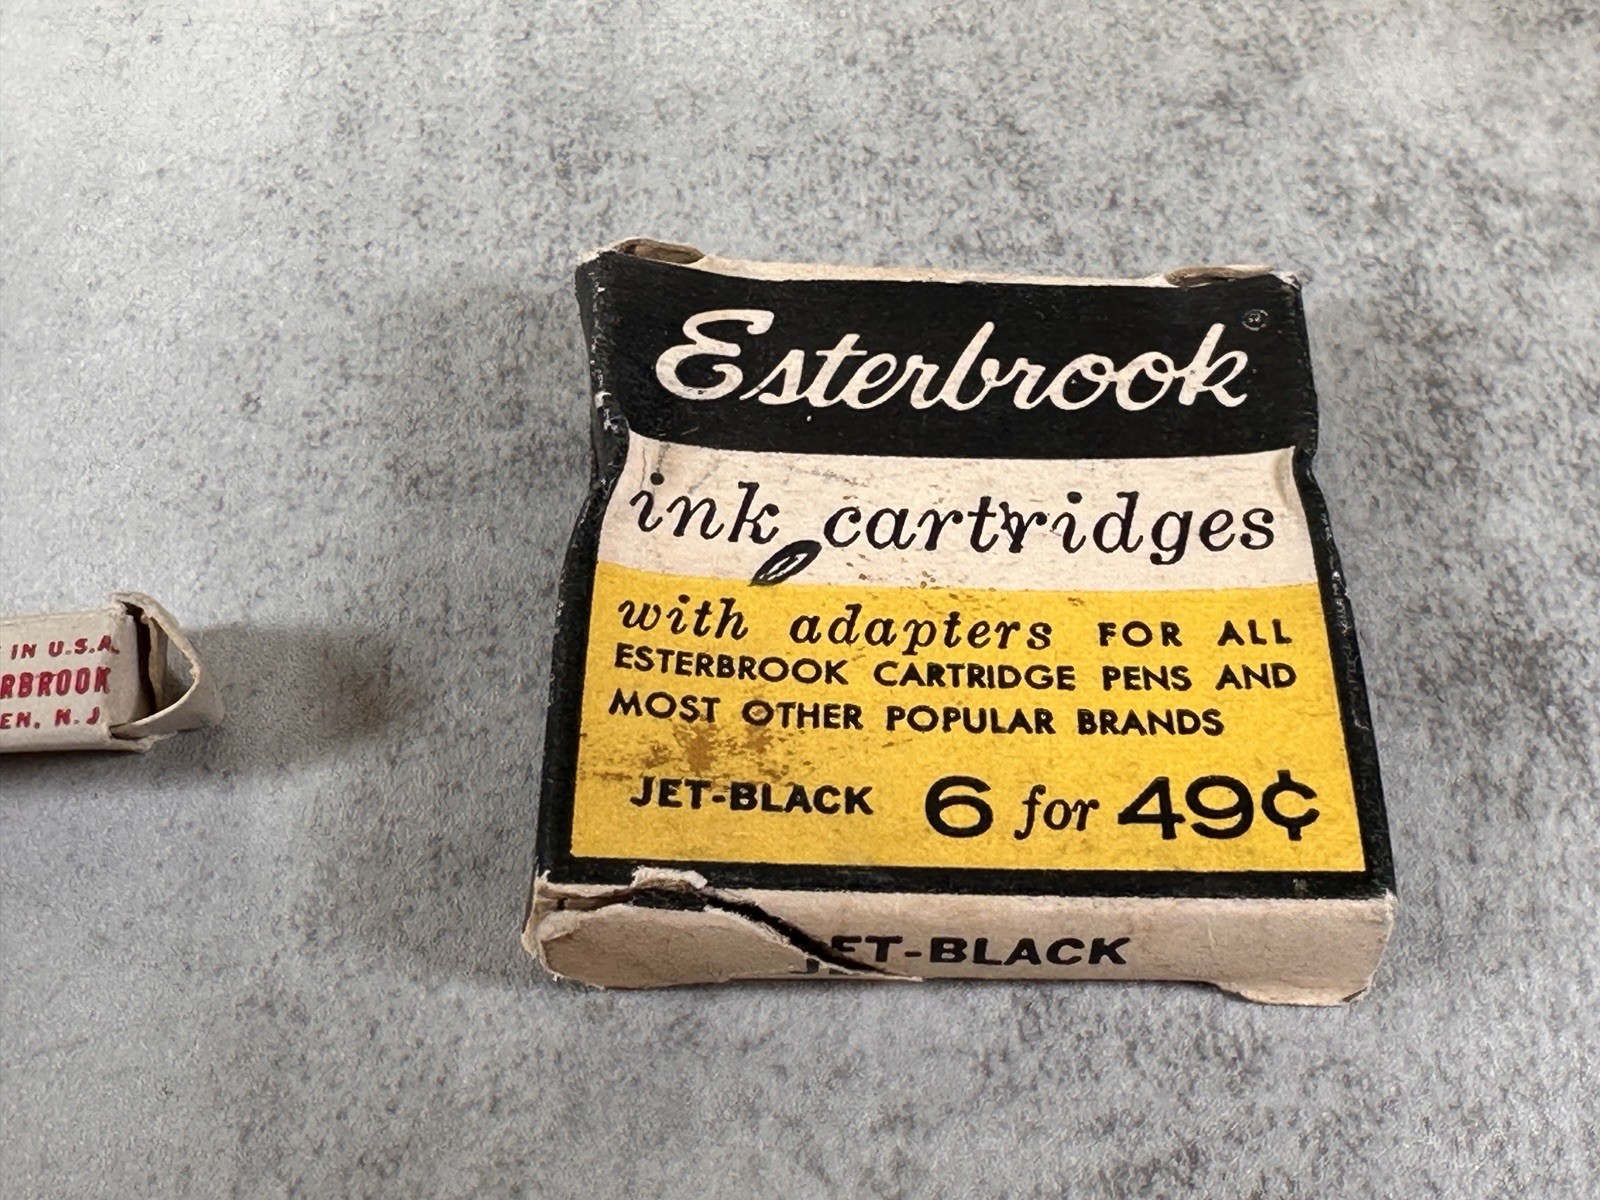 IN U.S.A.
RBROOK
EN, N.J
Esterbrook®
ink cartridges
with adapters FOR ALL
ESTERBROOK CARTRIDGE PENS AND
MOST OTHER POPULAR BRANDS
JET-BLACK 6 for 49¢
JET-BLACK